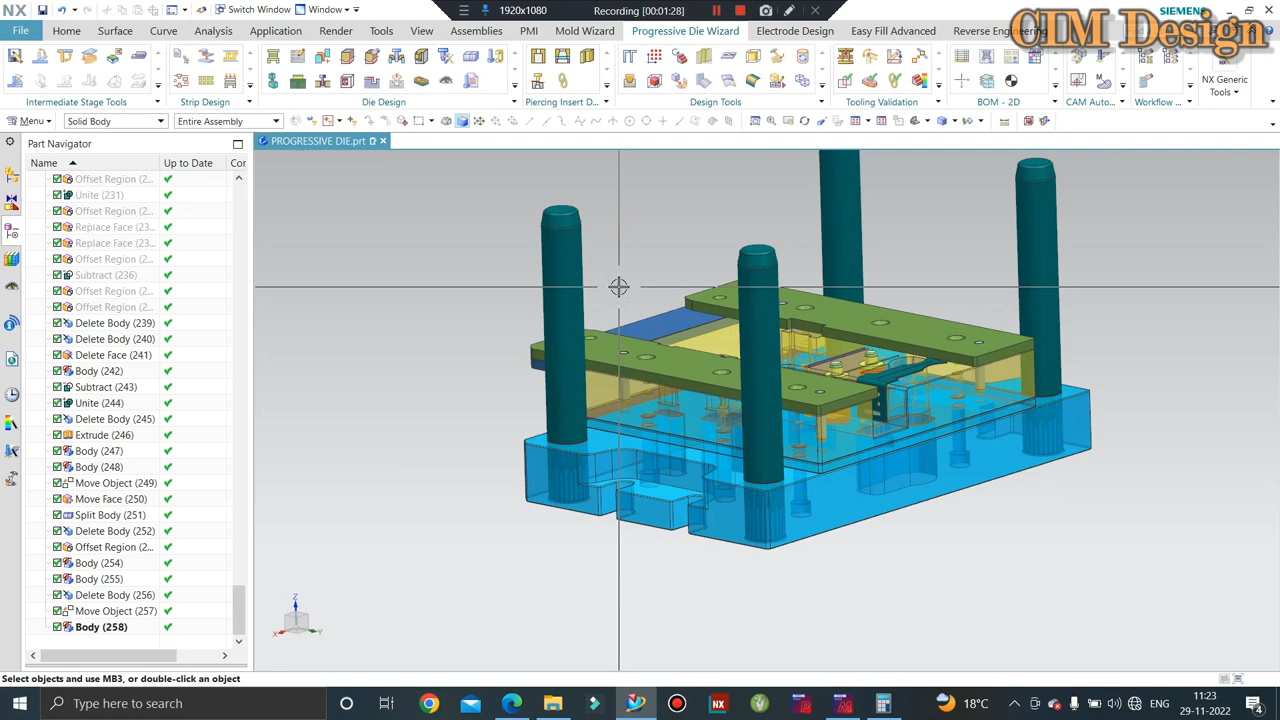 NX
Switch Window
Window
1920x1080
Recording [00:01:28]
SIEMENS
CIM Design
File
Home
Surface
Curve
Analysis
Application
Render
Tools
View
Assemblies
PMI
Mold Wizard
Progressive Die Wizard
Electrode Design
Easy Fill Advanced
Reverse Engineering
NX Generic
Tools
Intermediate Stage Tools
Strip Design
Die Design
Piercing Insert D...
Design Tools
Tooling Validation
BOM - 2D
CAM Auto...
Workflow ...
Menu
Solid Body
Entire Assembly
Part Navigator
PROGRESSIVE DIE.prt
Name
Up to Date
Cor
Offset Region (2...
Unite (231)
Offset Region (2...
Replace Face (23...
Replace Face (23...
Offset Region (2...
Subtract (236)
Offset Region (2...
Offset Region (2...
Delete Body (239)
Delete Body (240)
Delete Face (241)
Body (242)
Subtract (243)
Unite (244)
Delete Body (245)
Extrude (246)
Body (247)
Body (248)
Move Object (249)
Move Face (250)
Split Body (251)
Delete Body (252)
Offset Region (2...
Body (254)
Body (255)
Delete Body (256)
Move Object (257)
Body (258)
Z
X
Y
Select objects and use MB3, or double-click an object
Type here to search
NX
18°C
ENG
11:23
29-11-2022
4